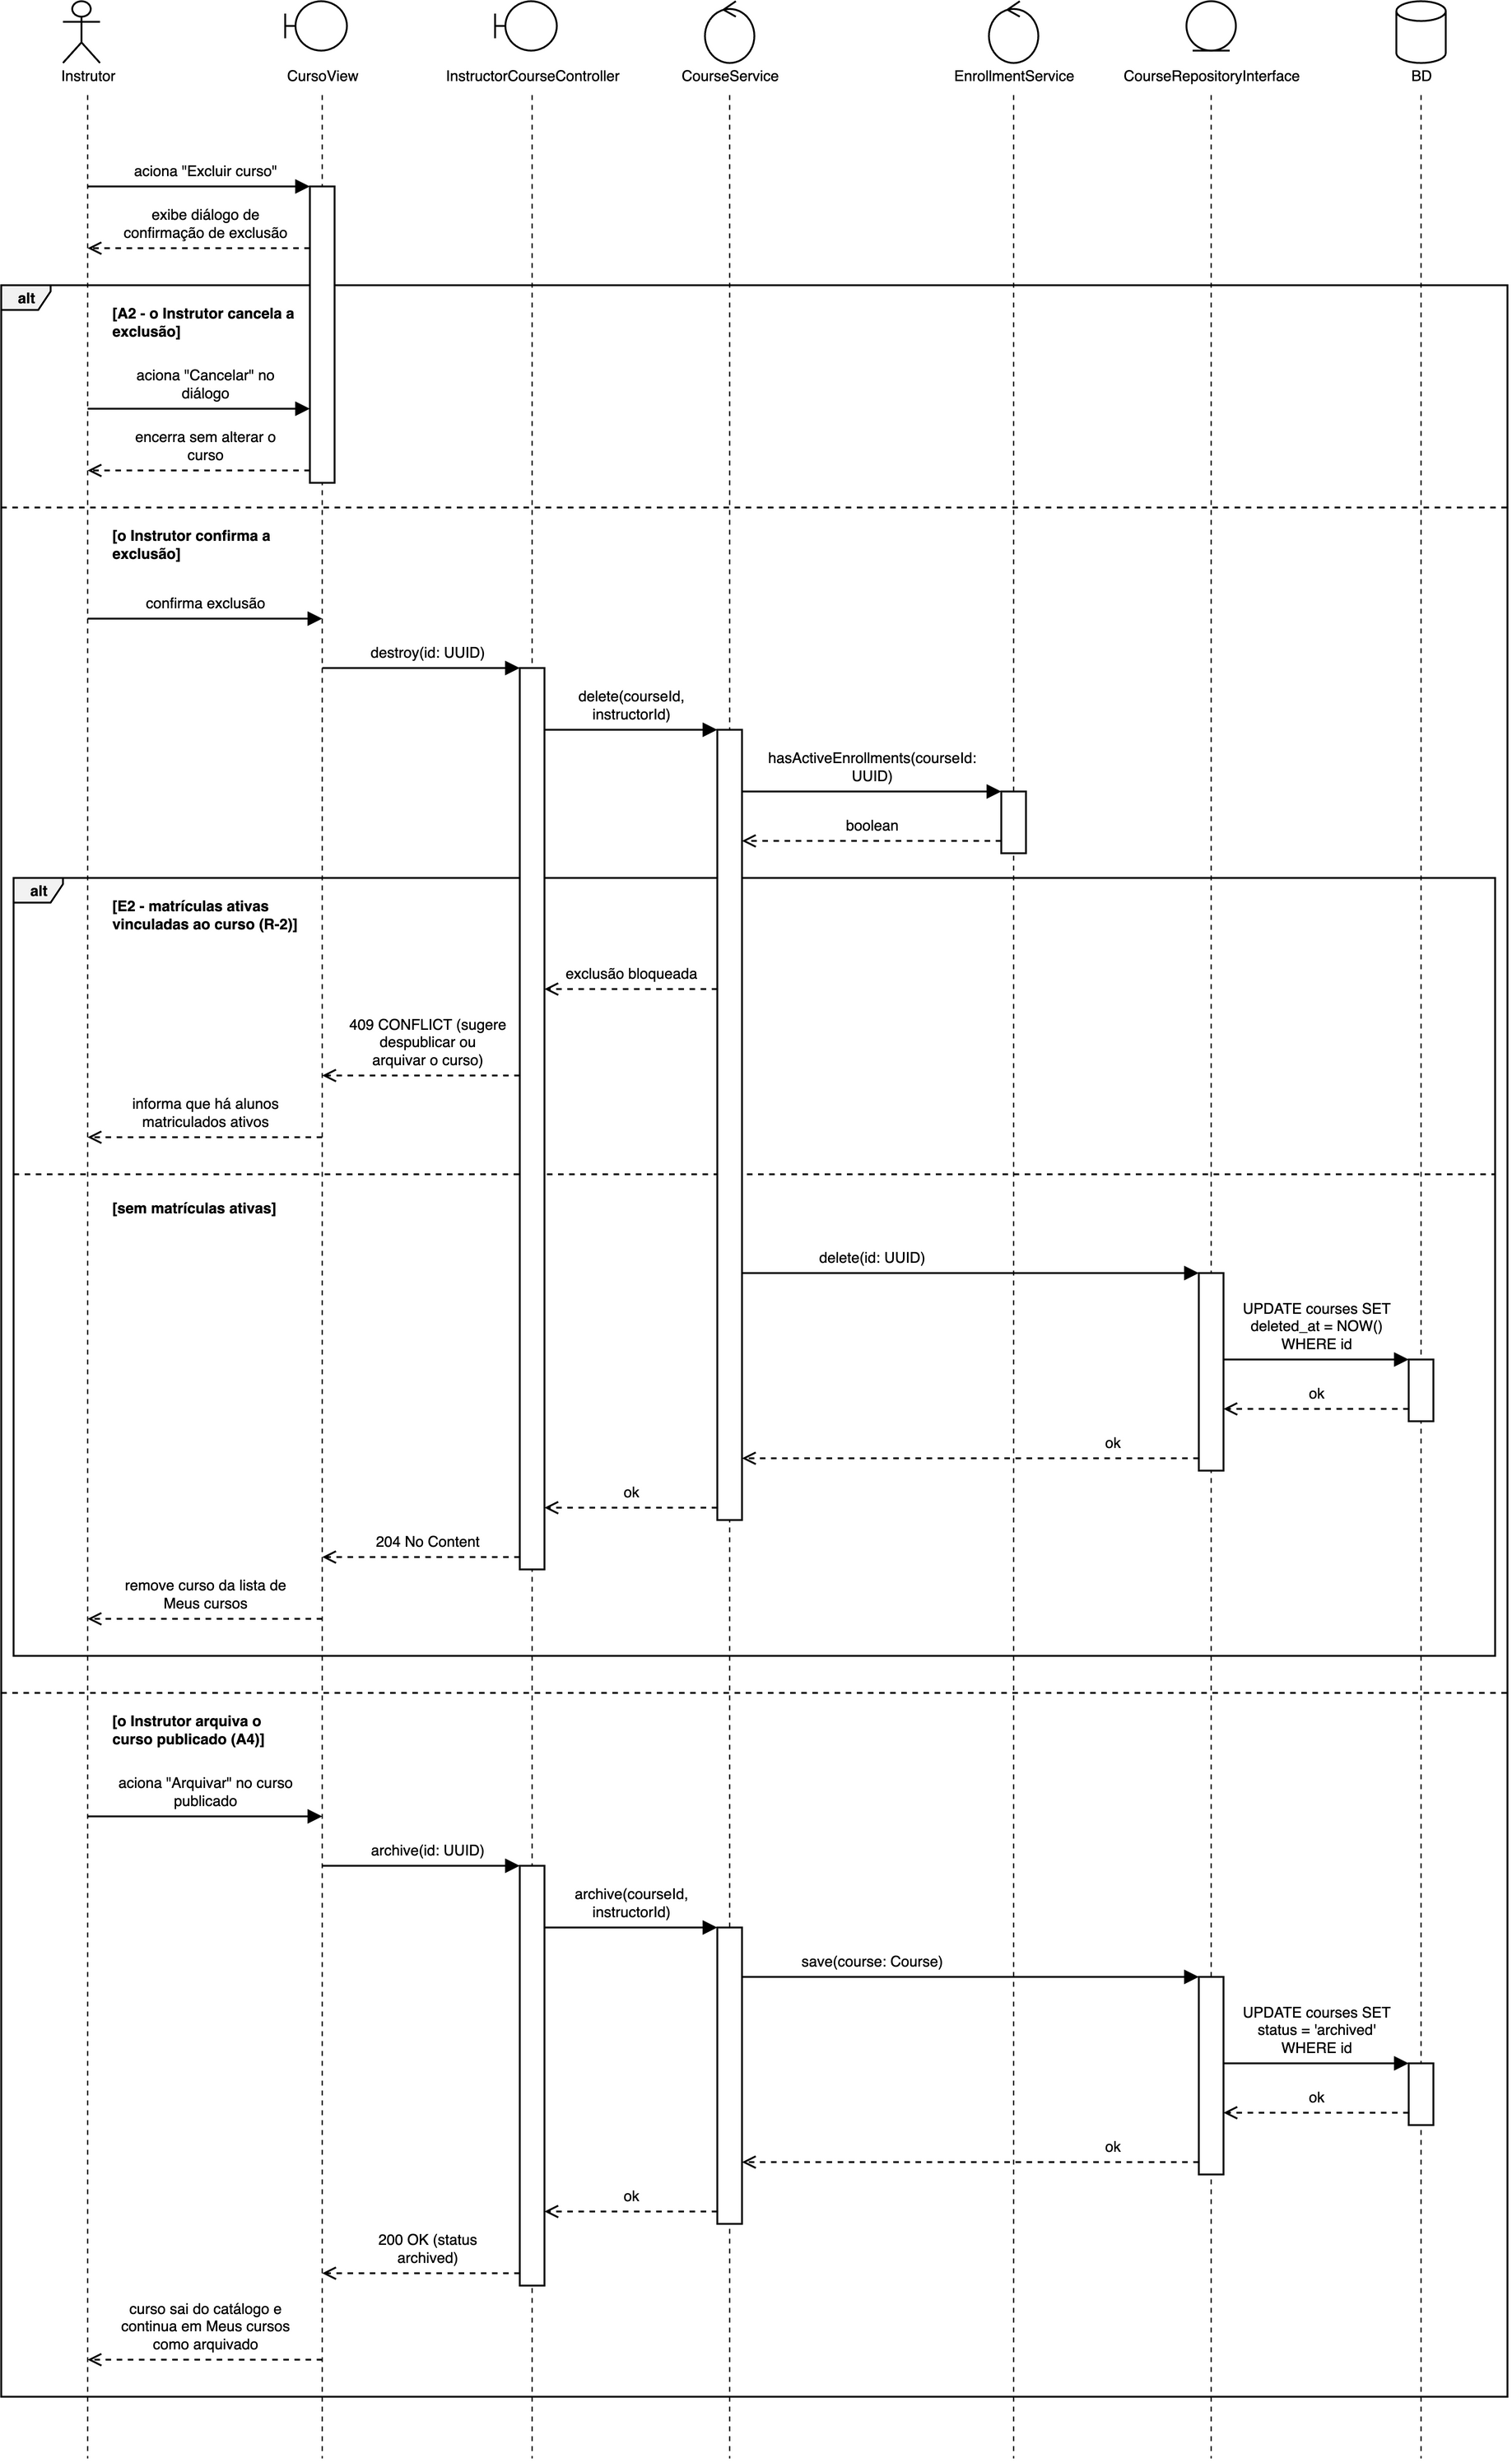 Instrutor
CursoView
InstructorCourseController
CourseService
EnrollmentService
CourseRepositoryInterface
BD
aciona "Excluir curso"
exibe diálogo de
confirmação de exclusão
alt
[A2 - o Instrutor cancela a
exclusão]
aciona "Cancelar" no
diálogo
encerra sem alterar o
curso
[o Instrutor confirma a
exclusão]
confirma exclusão
destroy(id: UUID)
delete(courseId,
instructorId)
hasActiveEnrollments(courseId:
UUID)
boolean
alt
[E2 - matrículas ativas
vinculadas ao curso (R-2)]
exclusão bloqueada
409 CONFLICT (sugere
despublicar ou
arquivar o curso)
informa que há alunos
matriculados ativos
[sem matrículas ativas]
delete(id: UUID)
UPDATE courses SET
deleted_at = NOW()
WHERE id
ok
ok
ok
204 No Content
remove curso da lista de
Meus cursos
[o Instrutor arquiva o
curso publicado (A4)]
aciona "Arquivar" no curso
publicado
archive(id: UUID)
archive(courseId,
instructorId)
save(course: Course)
UPDATE courses SET
status = 'archived'
WHERE id
ok
ok
ok
200 OK (status
archived)
curso sai do catálogo e
continua em Meus cursos
como arquivado